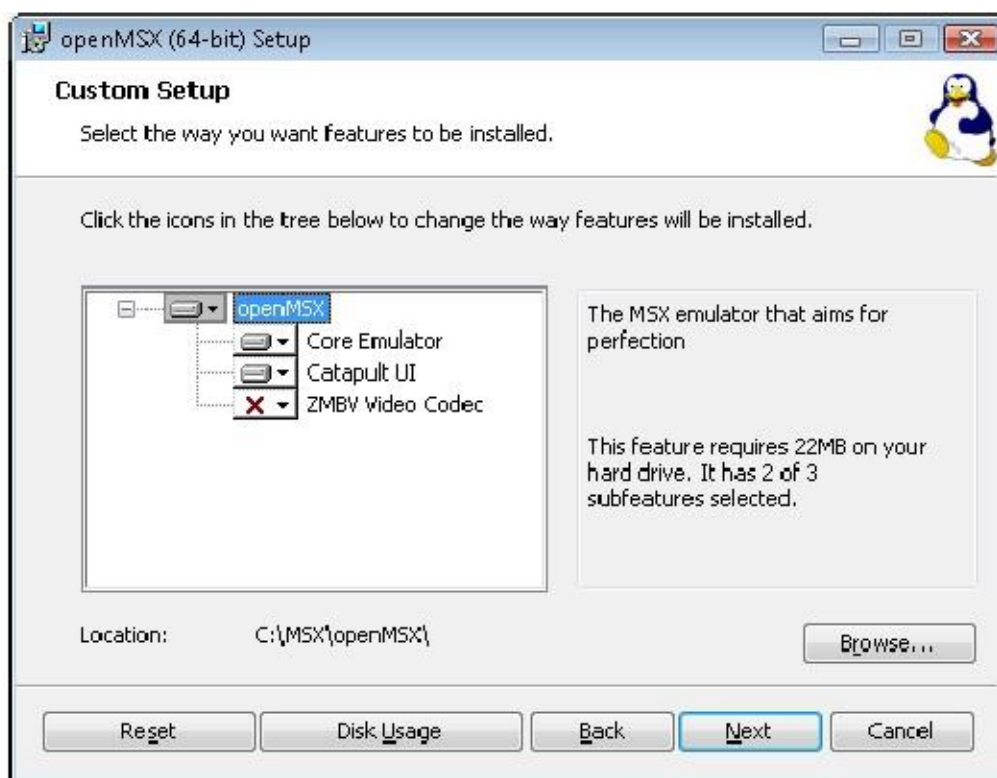 openMSX (64-bit) Setup
Custom Setup
Select the way you want features to be installed.
Click the icons in the tree below to change the way features will be installed.
openMSX
Core Emulator
Catapult UI
ZMBV Video Codec
The MSX emulator that aims for
perfection
This feature requires 22MB on your
hard drive. It has 2 of 3
subfeatures selected.
Location: C:\MSX\openMSX\
Browse...
Reset Disk Usage Back Next Cancel